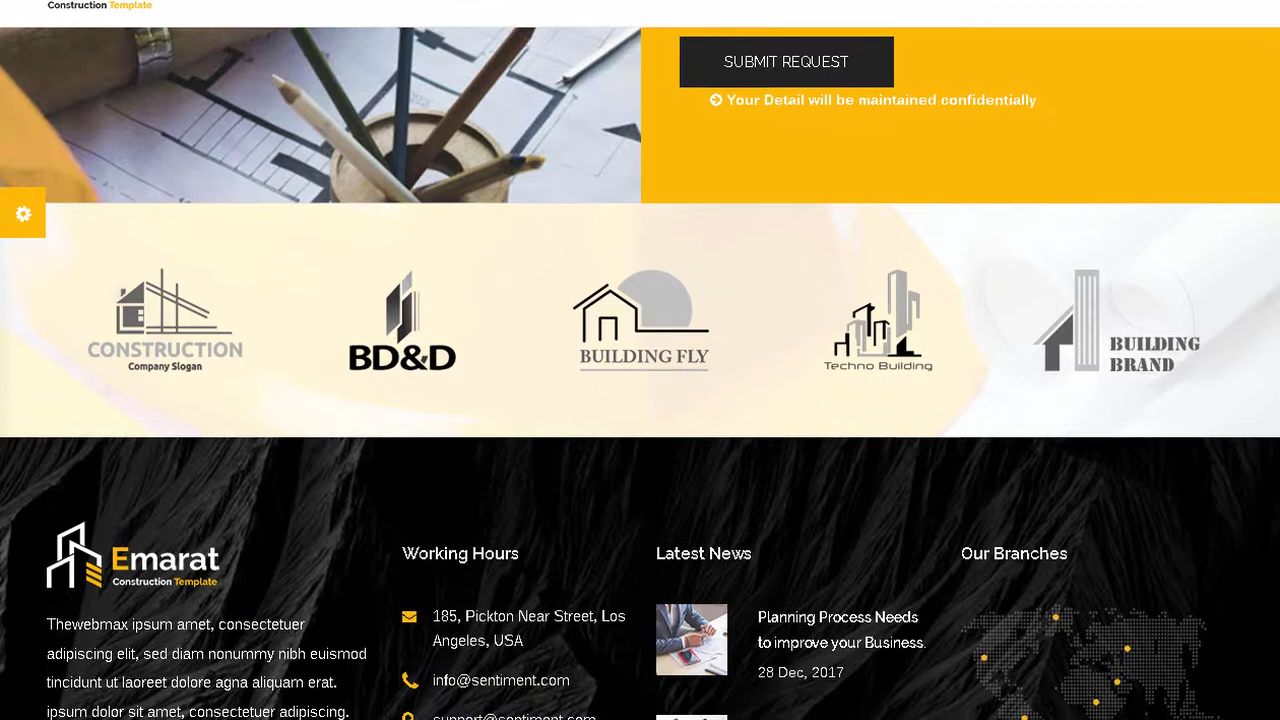 Construction Template
SUBMIT REQUEST
Your Detail will be maintained confidentially
CONSTRUCTION
Company Slogan
BD&D
BUILDING FLY
Techno Building
BUILDING
BRAND
Emarat
Construction Template
Thewebmax ipsum amet, consectetuer
adipiscing elit, sed diam nonummy nibh euismod
tincidunt ut laoreet dolore agna aliquam erat.
ipsum dolor sit amet, consectetuer adipiscing.
Working Hours
185, Pickton Near Street, Los
Angeles, USA
info@sentiment.com
support@sentiment.com
Latest News
Planning Process Needs
to improve your Business.
28 Dec, 2017
Our Branches